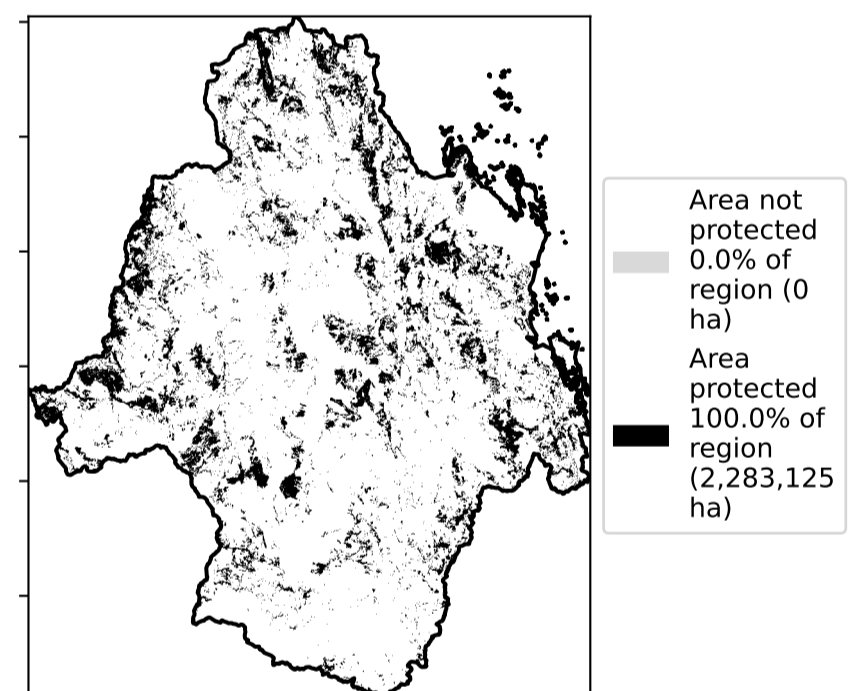 Area not
protected
0.0% of
region (0
ha)
Area
protected
100.0% of
region
(2,283,125
ha)